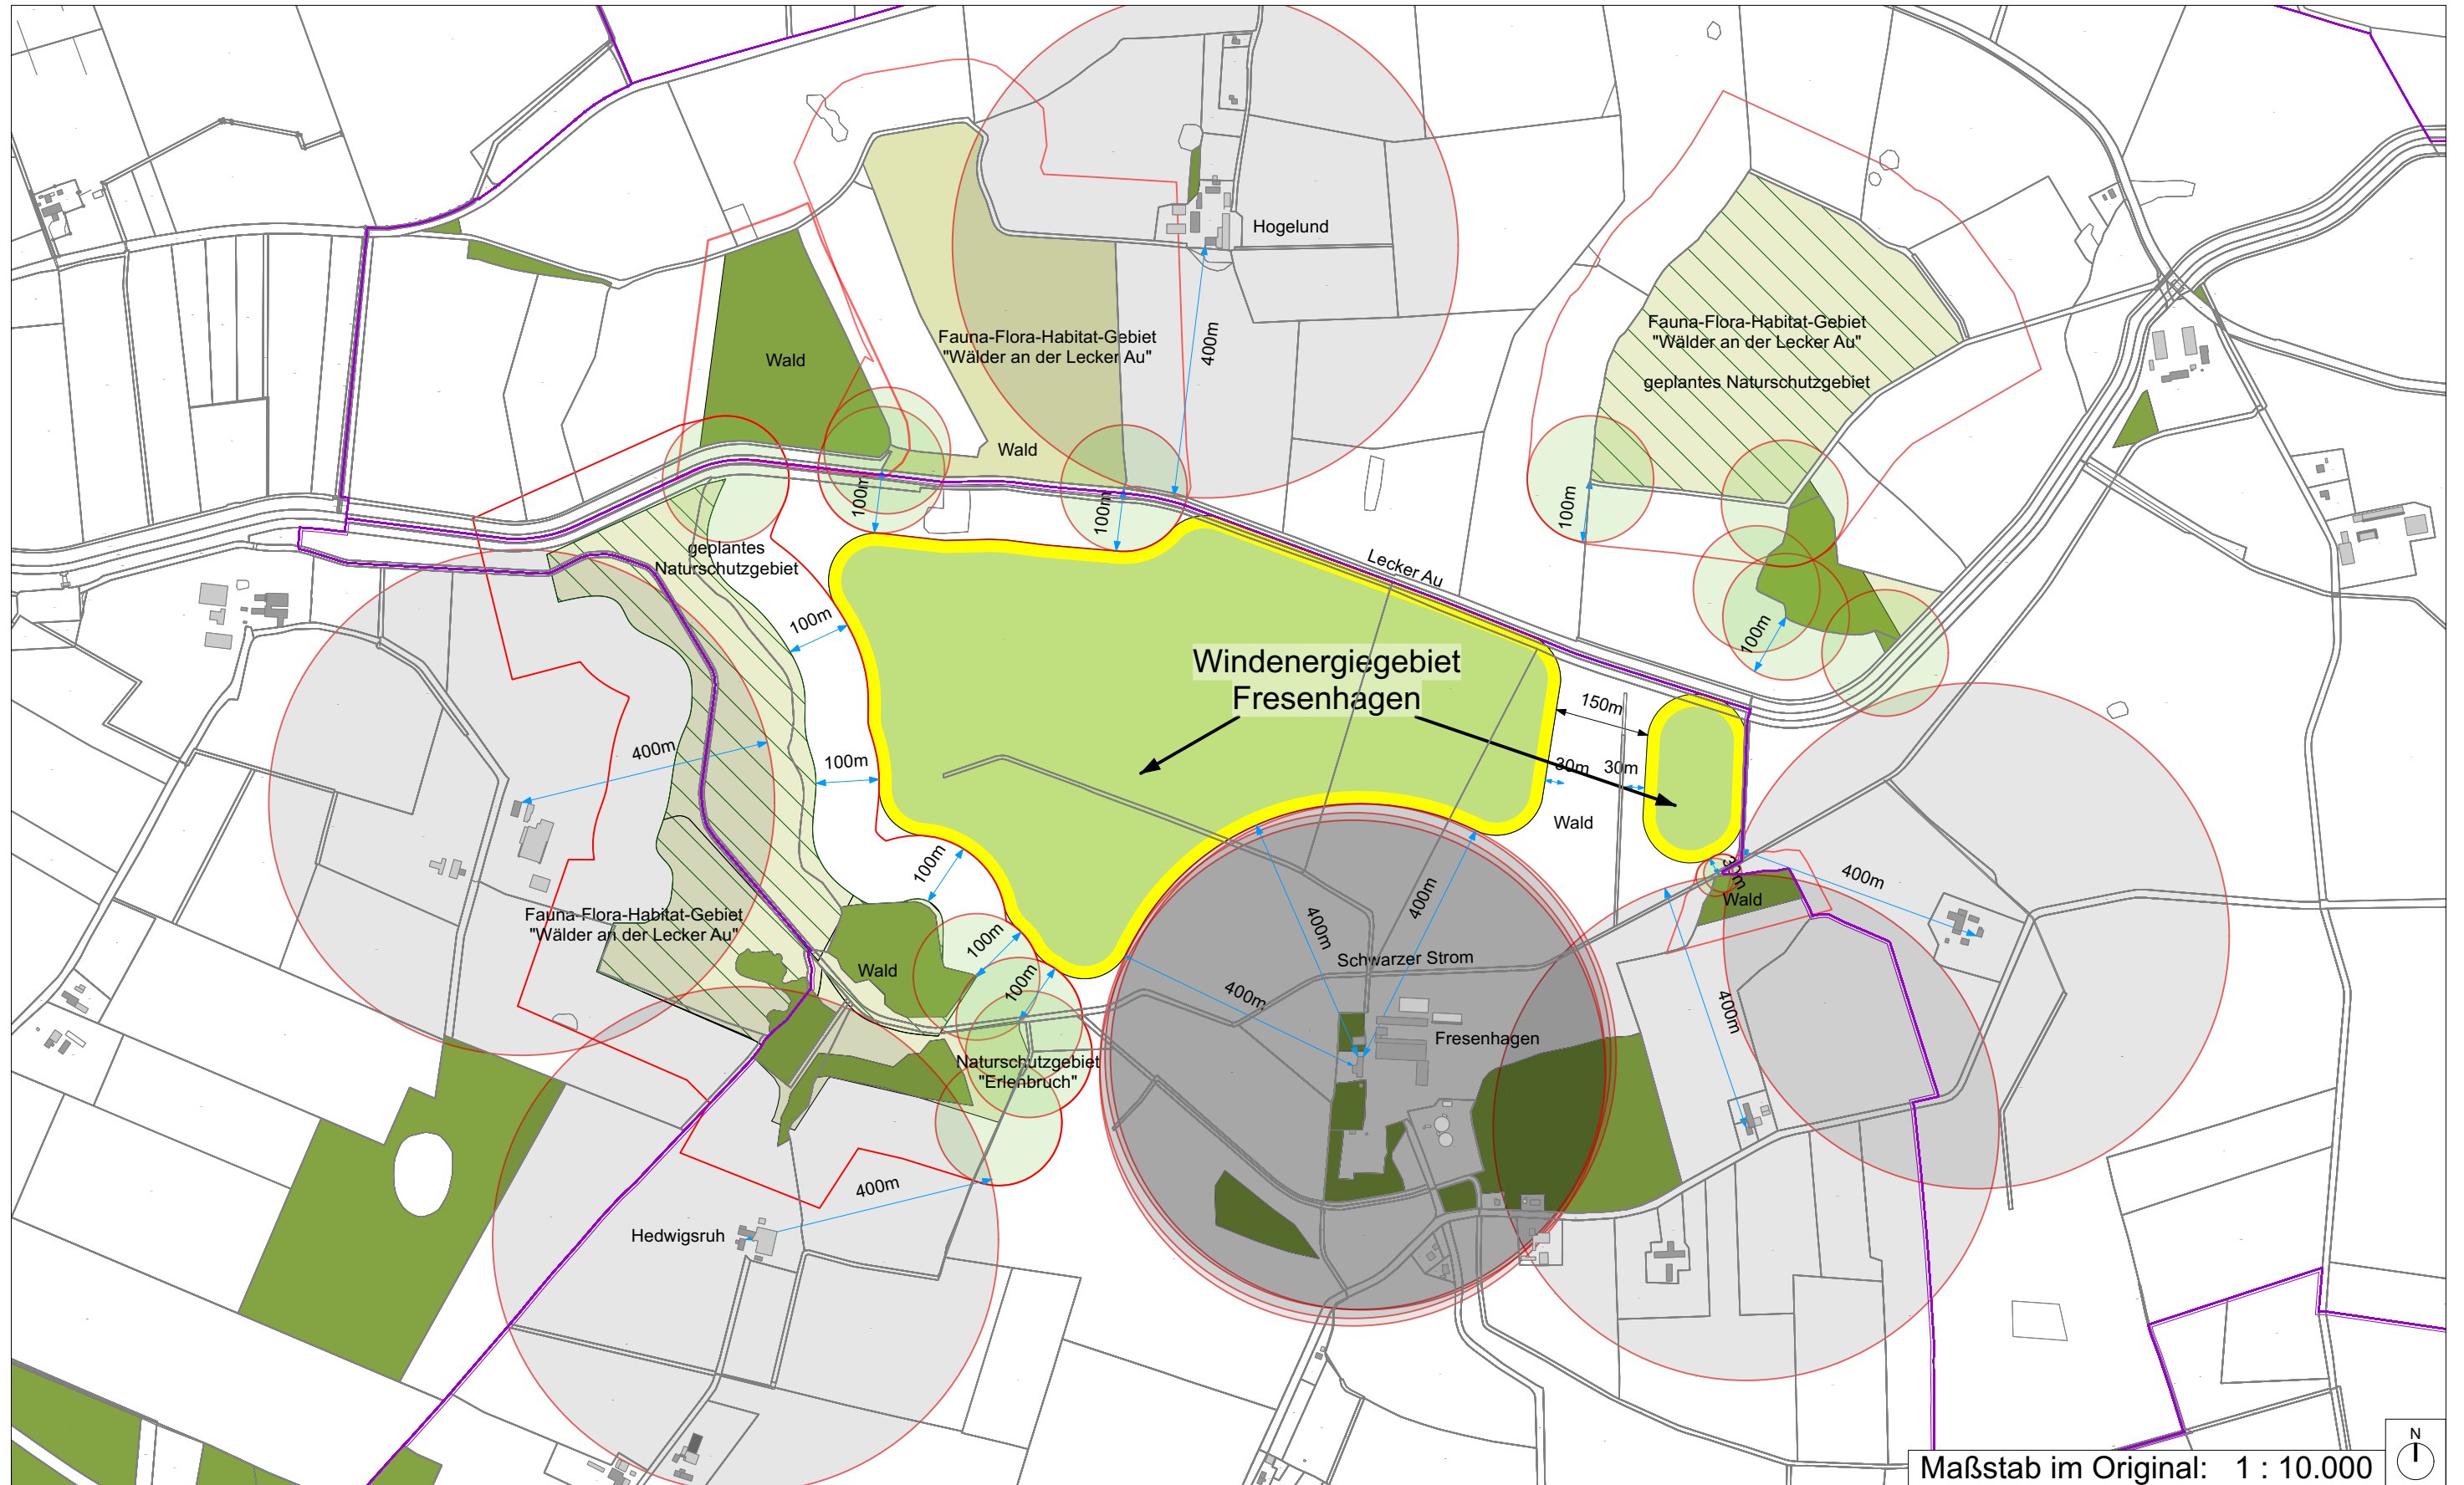 Hogelund
400m
Fauna-Flora-Habitat-Gebiet
"Wälder an der Lecker Au"
Wald
Fauna-Flora-Habitat-Gebiet
"Wälder an der Lecker Au"
geplantes Naturschutzgebiet
Wald
100m
100m
100m
geplantes
Naturschutzgebiet
Lecker Au
100m
100m
Windenergiegebiet
Fresenhagen
150m
400m
100m
30m
30m
Wald
100m
30m
400m
Wald
400m
400m
Fauna-Flora-Habitat-Gebiet
"Wälder an der Lecker Au"
100m
Wald
100m
Schwarzer Strom
400m
400m
Fresenhagen
Naturschutzgebiet
"Erlenbruch"
400m
Hedwigsruh
N
Maßstab im Original: 1 : 10.000